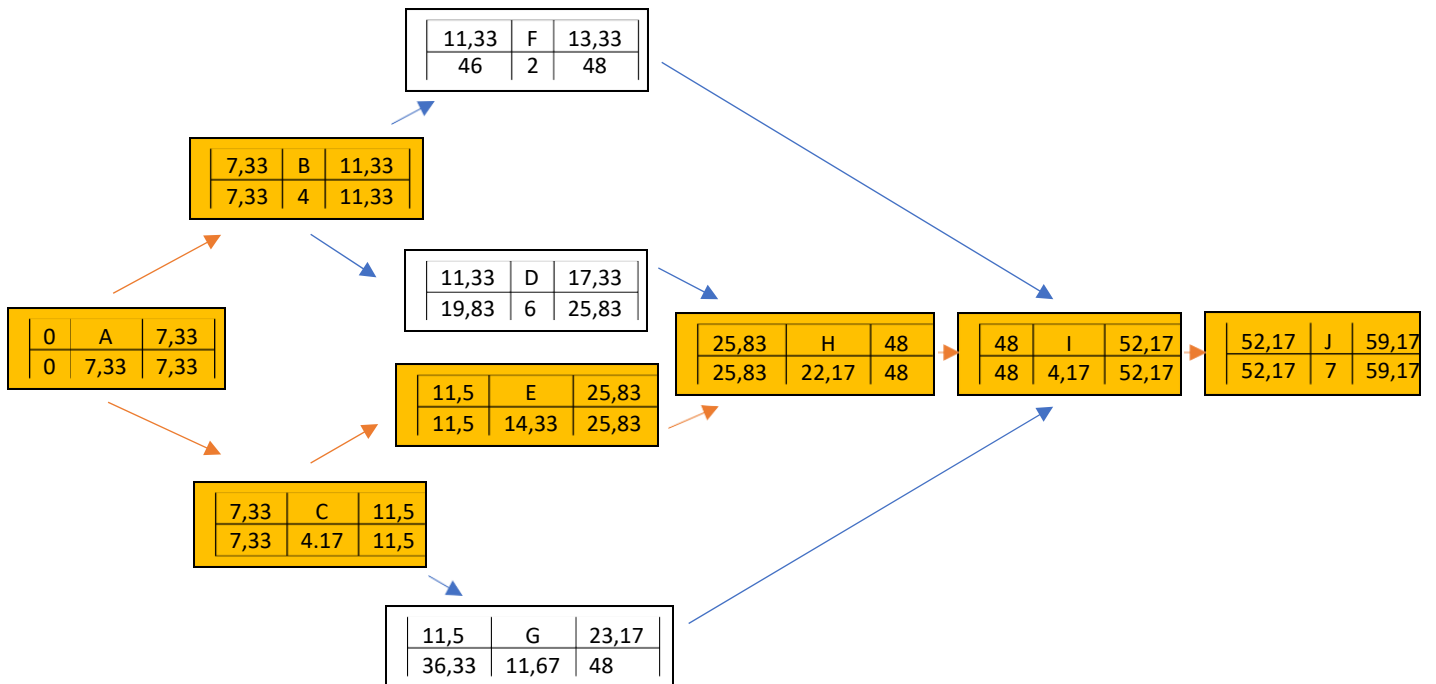 11,33 F 13,33
46 2 48
7,33 B 11,33
7,33 4 11,33
11,33 D 17,33
19,83 6 25,83
0 A 7,33
0 7,33 7,33
25,83 H 48
25,83 22,17 48
48 I 52,17
48 4,17 52,17
52,17 J 59,17
52,17 7 59,17
11,5 E 25,83
11,5 14,33 25,83
7,33 C 11,5
7,33 4.17 11,5
11,5 G 23,17
36,33 11,67 48